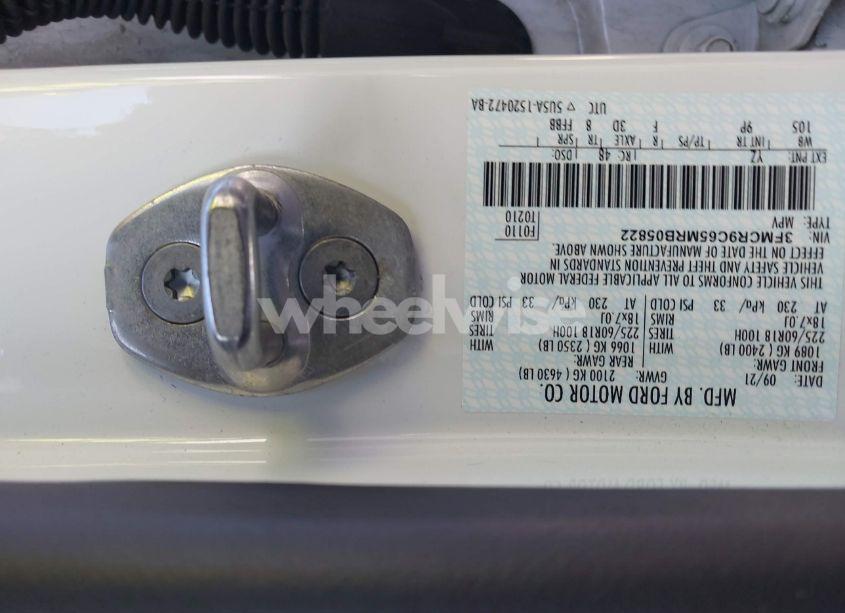 MFD. BY FORD MOTOR CO.
DATE: 09/21 GVWR: 2100 KG ( 4630 LB)
FRONT GAWR: REAR GAWR:
1089 KG ( 2400 LB) WITH 1066 KG ( 2350 LB) WITH
225/60R18 100H TIRES 225/60R18 100H TIRES
18x7.0J RIMS 18x7.0J RIMS
AT 230 kPa/ 33 PSI COLD AT 230 kPa/ 33 PSI COLD
THIS VEHICLE CONFORMS TO ALL APPLICABLE FEDERAL MOTOR
VEHICLE SAFETY AND THEFT PREVENTION STANDARDS IN
EFFECT ON THE DATE OF MANUFACTURE SHOWN ABOVE.
VIN: 3FMCR9C65MRB05822 F0110
TYPE: MPV T0210
EXT PNT: YZ RC: 48 DSO:
WB INT TR TP/PS R AXLE TR SPR
105 9P F 3D 8 FFBB
UTC ▽ 5USA-1520472-BA
wheelwise